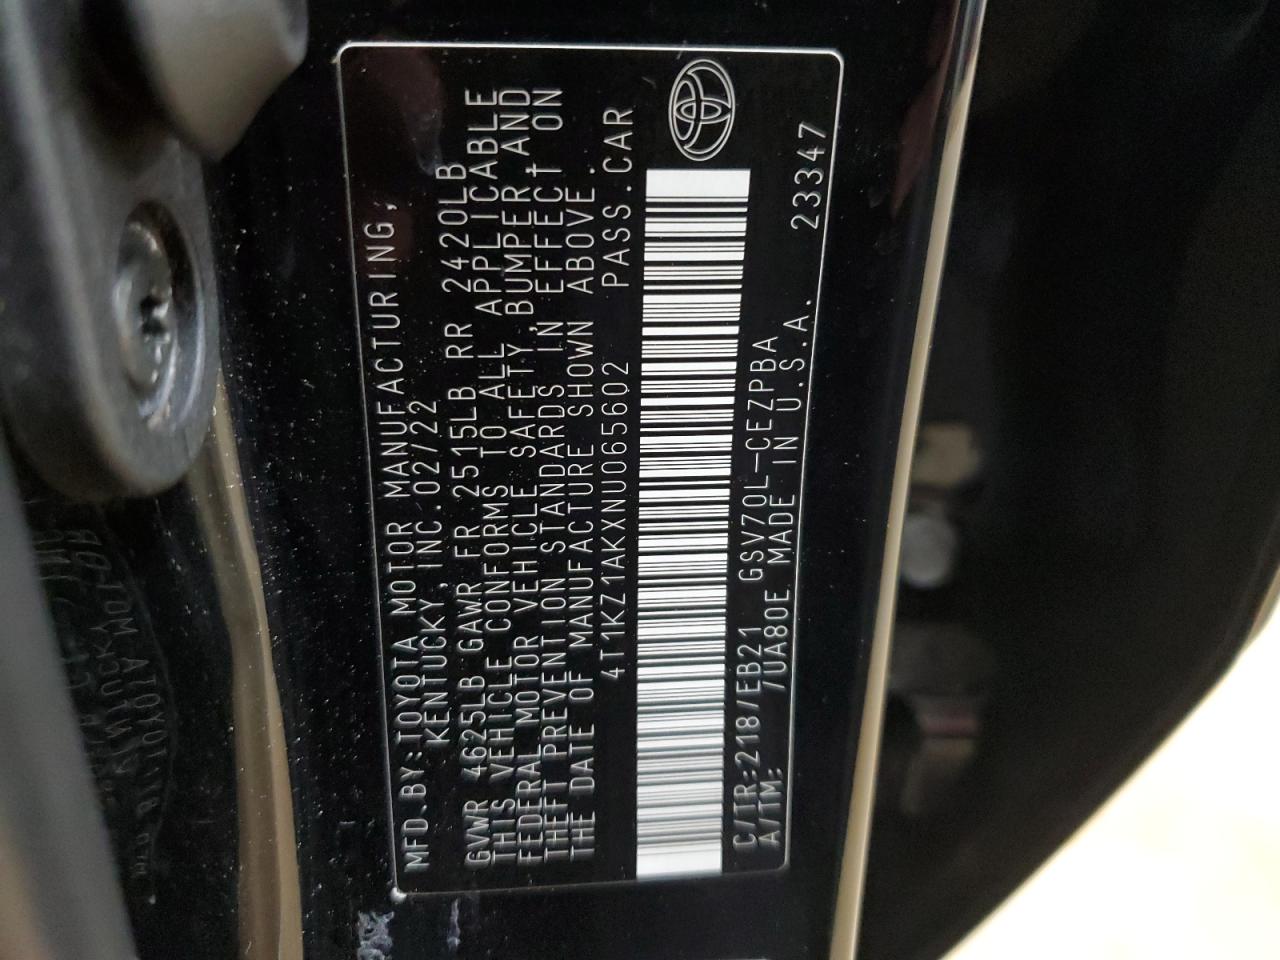 MFD.BY:TOYOTA MOTOR MANUFACTURING,
KENTUCKY,INC.02/22
GVWR 4625LB GAWR FR 2515LB RR 2420LB
THIS VEHICLE CONFORMS TO ALL APPLICABLE
FEDERAL MOTOR VEHICLE SAFETY,BUMPER,AND
THEFT PREVENTION STANDARDS IN EFFECT ON
THE DATE OF MANUFACTURE SHOWN ABOVE.
4T1KZ1AKXNU065602 PASS.CAR
C/TR:218/EB21 GSV70L-CEZPBA
A/TM: /UA80E MADE IN U.S.A. 23347